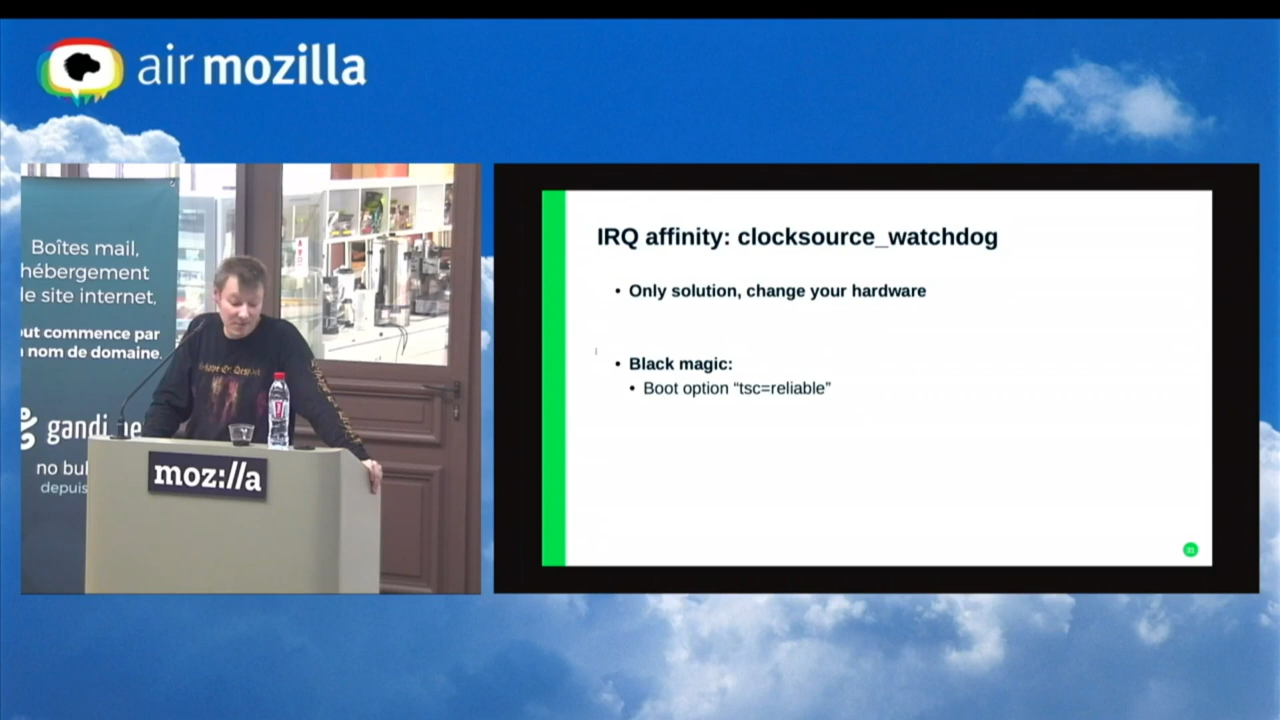 air mozilla
Boîtes mail,
hébergement
le site internet,
ut commence par
nom de domaine.
gandi
no bul
depuis
moz://a
IRQ affinity: clocksource_watchdog
• Only solution, change your hardware
• Black magic:
• Boot option “tsc=reliable”